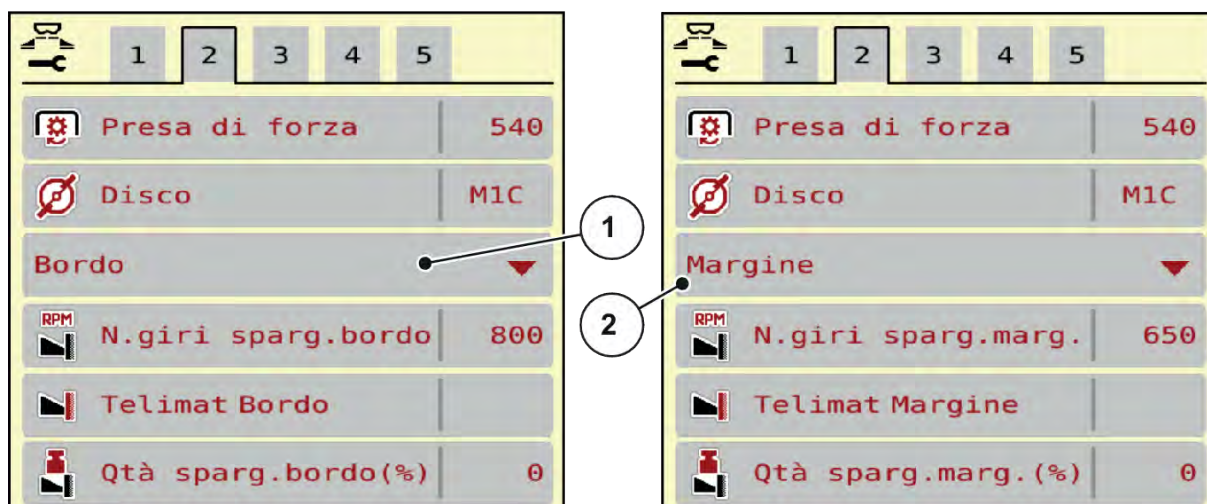 1 2 3 4 5
Presa di forza 540
Disco M1C
Bordo
RPM
N.giri sparg.bordo 800
Telimat Bordo
Qtà sparg.bordo(%) 0
1
2
1 2 3 4 5
Presa di forza 540
Disco M1C
Margine
RPM
N.giri sparg.marg. 650
Telimat Margine
Qtà sparg.marg.(%) 0